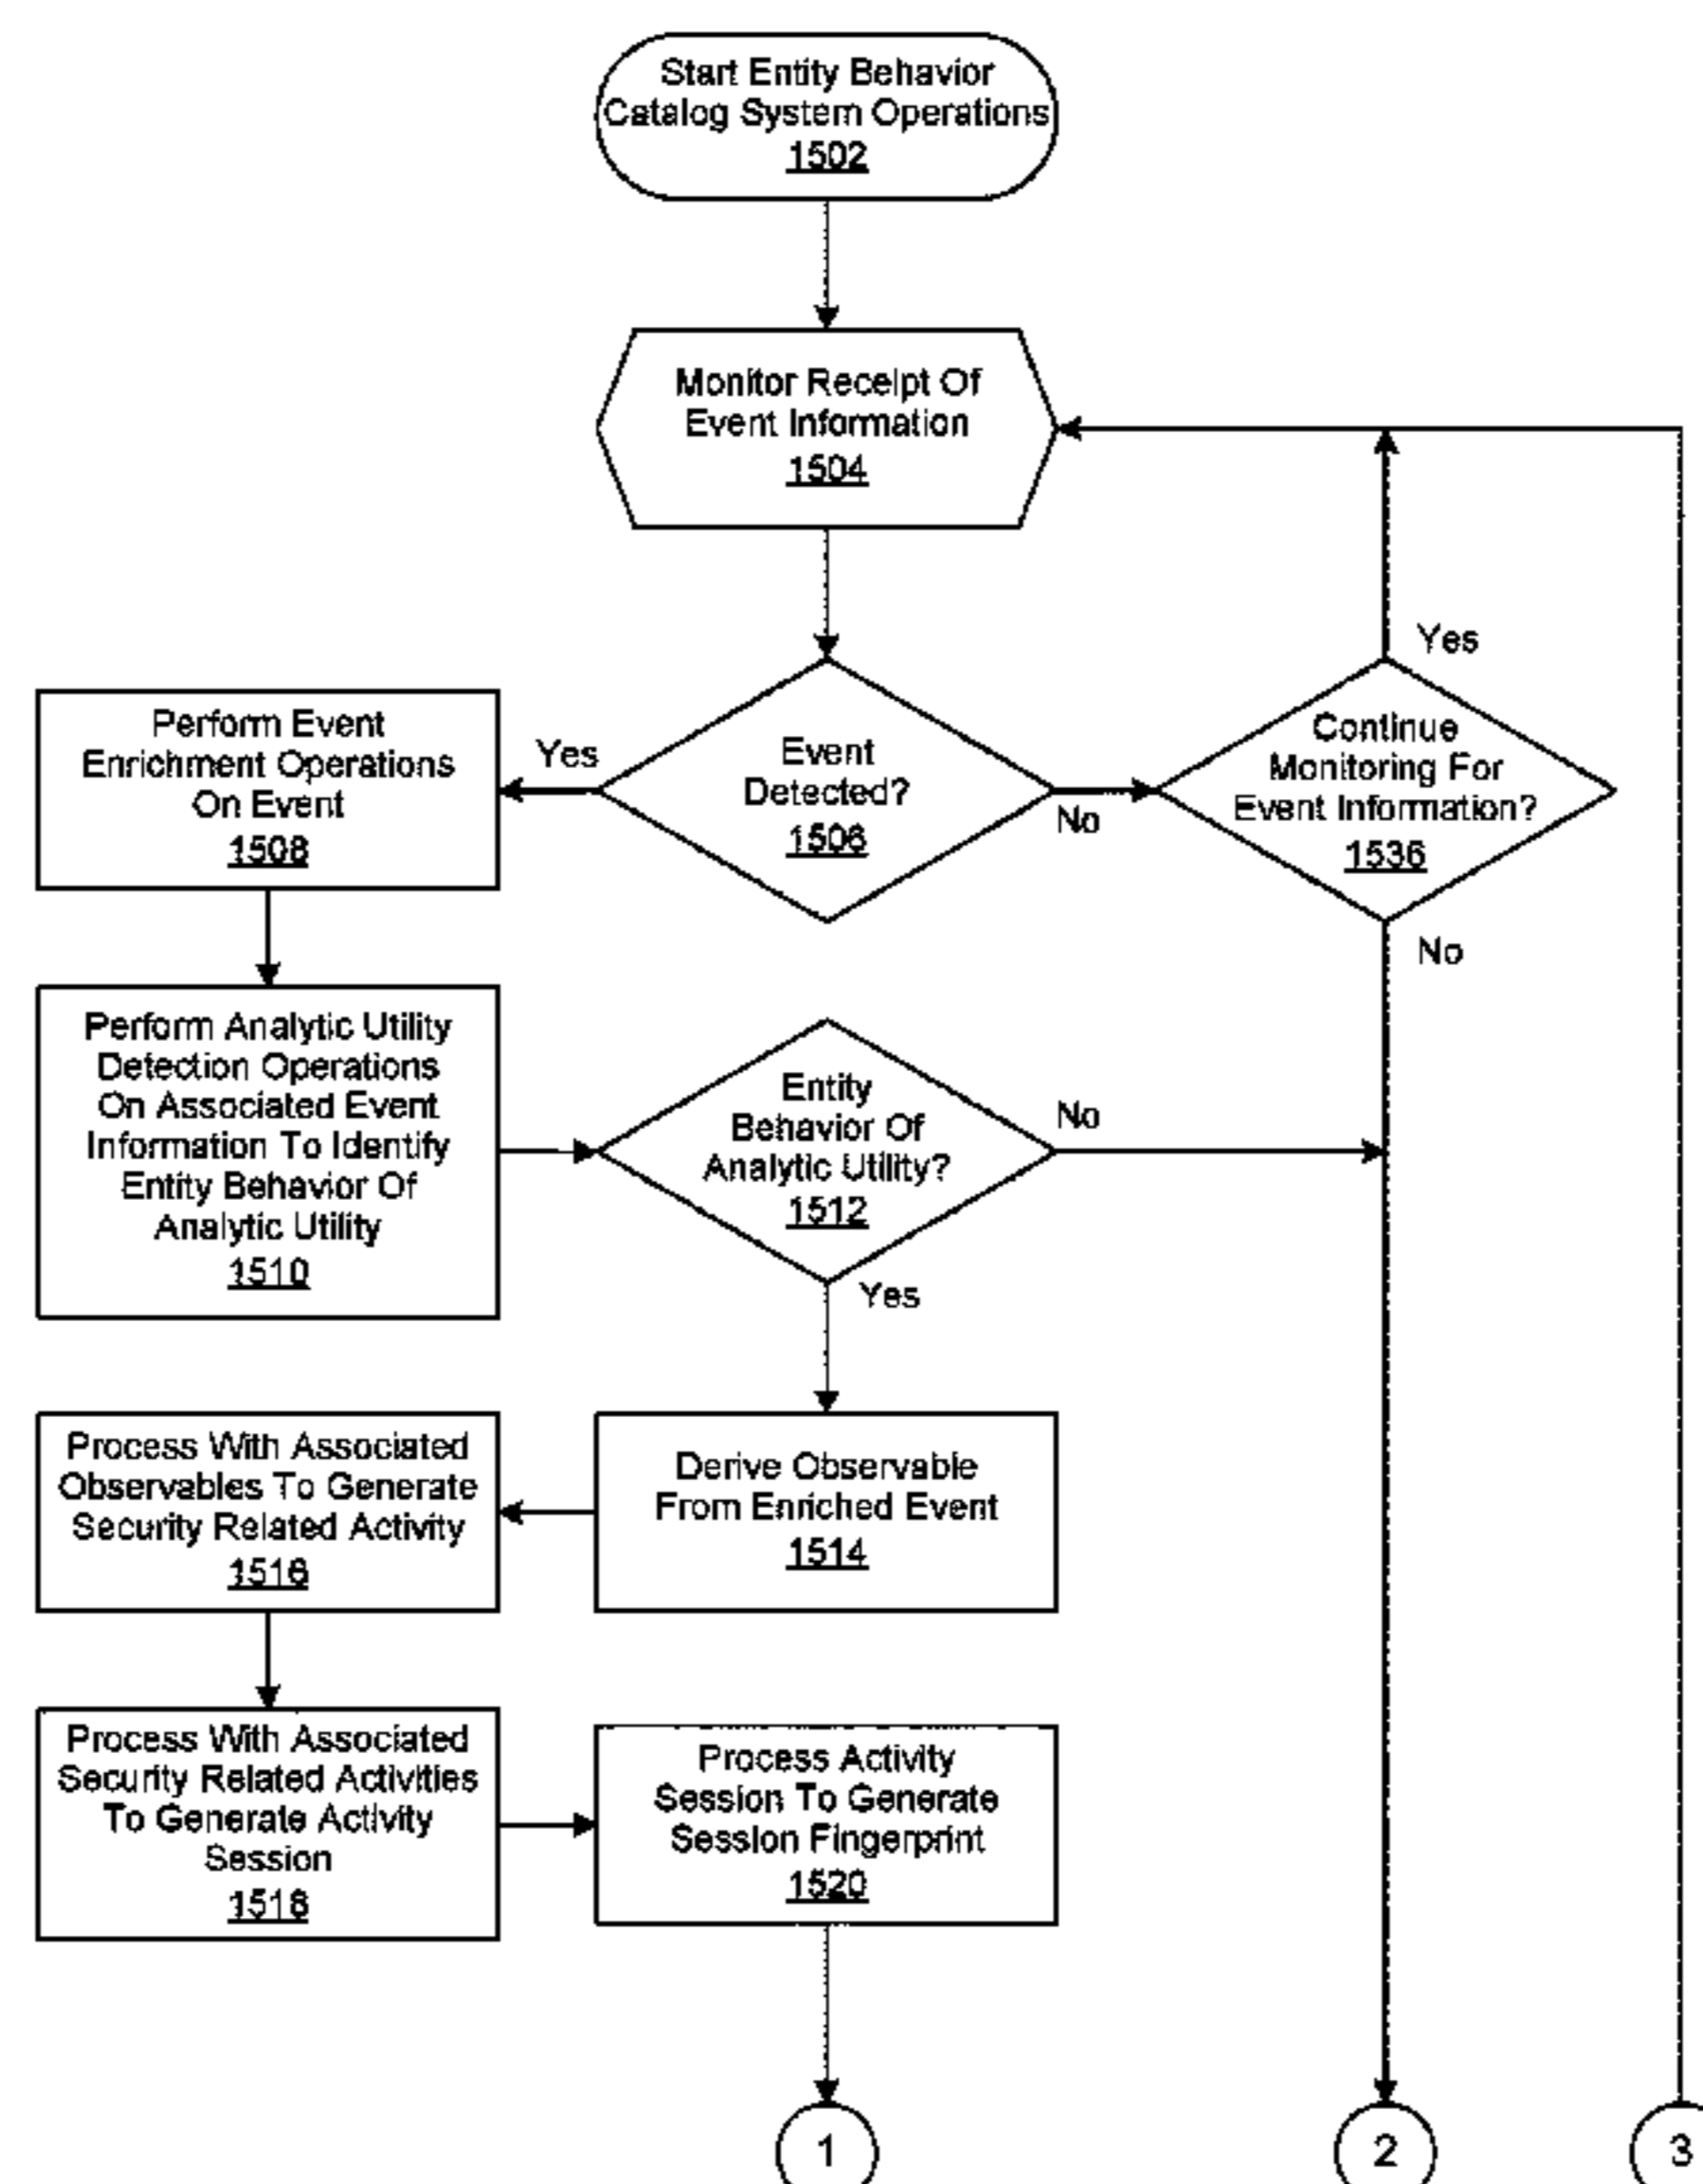 Start Entity Behavior
Catalog System Operations
1502
Monitor Receipt Of
Event Information
1504
Yes
Perform Event
Enrichment Operations
On Event
1508
Yes
Event
Detected?
1506
No
Continue
Monitoring For
Event Information?
1536
No
Perform Analytic Utility
Detection Operations
On Associated Event
Information To Identify
Entity Behavior Of
Analytic Utility
1510
Entity
Behavior Of
Analytic Utility?
1512
No
Yes
Process With Associated
Observables To Generate
Security Related Activity
1516
Derive Observable
From Enriched Event
1514
Process With Associated
Security Related Activities
To Generate Activity
Session
1518
Process Activity
Session To Generate
Session Fingerprint
1520
1
2
3